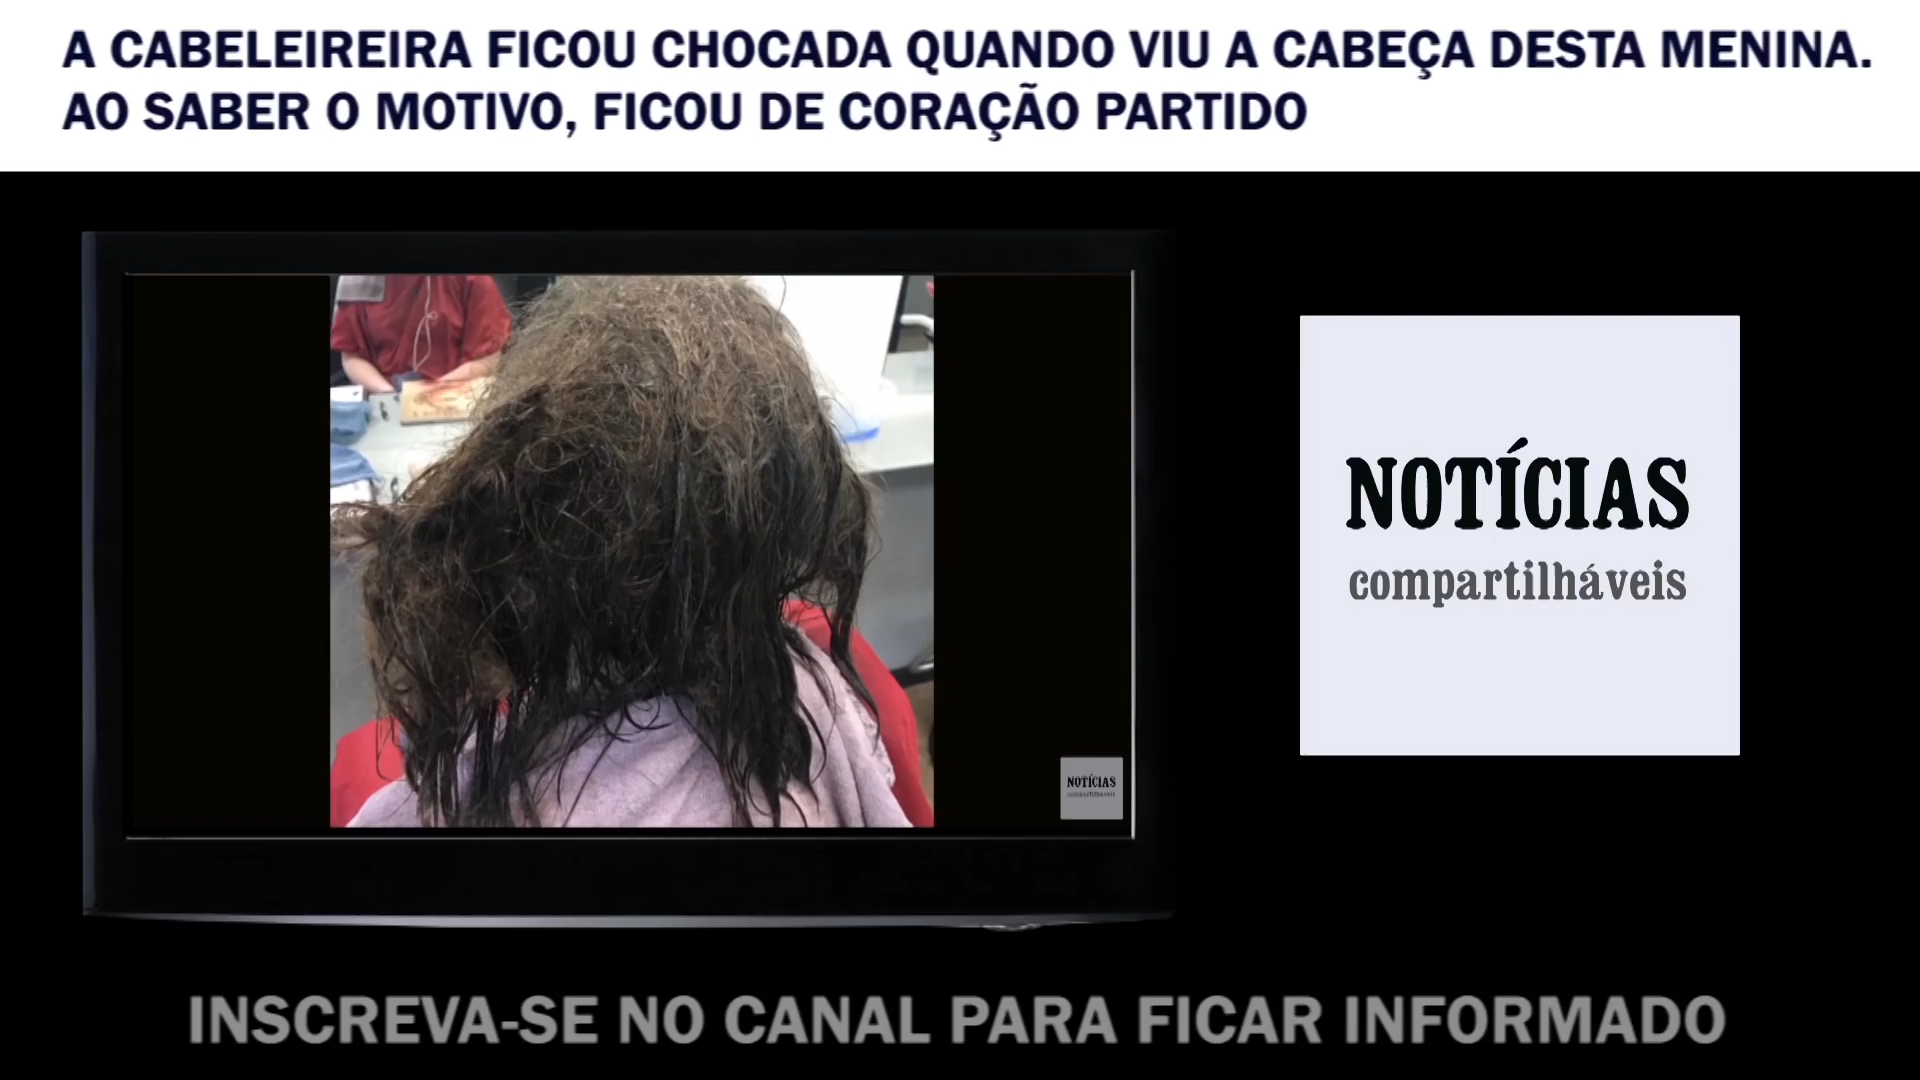 A CABELEIREIRA FICOU CHOCADA QUANDO VIU A CABEÇA DESTA MENINA.
AO SABER O MOTIVO, FICOU DE CORAÇÃO PARTIDO
NOTÍCIAS
compartilháveis
NOTÍCIAS
compartilháveis
INSCREVA-SE NO CANAL PARA FICAR INFORMADO